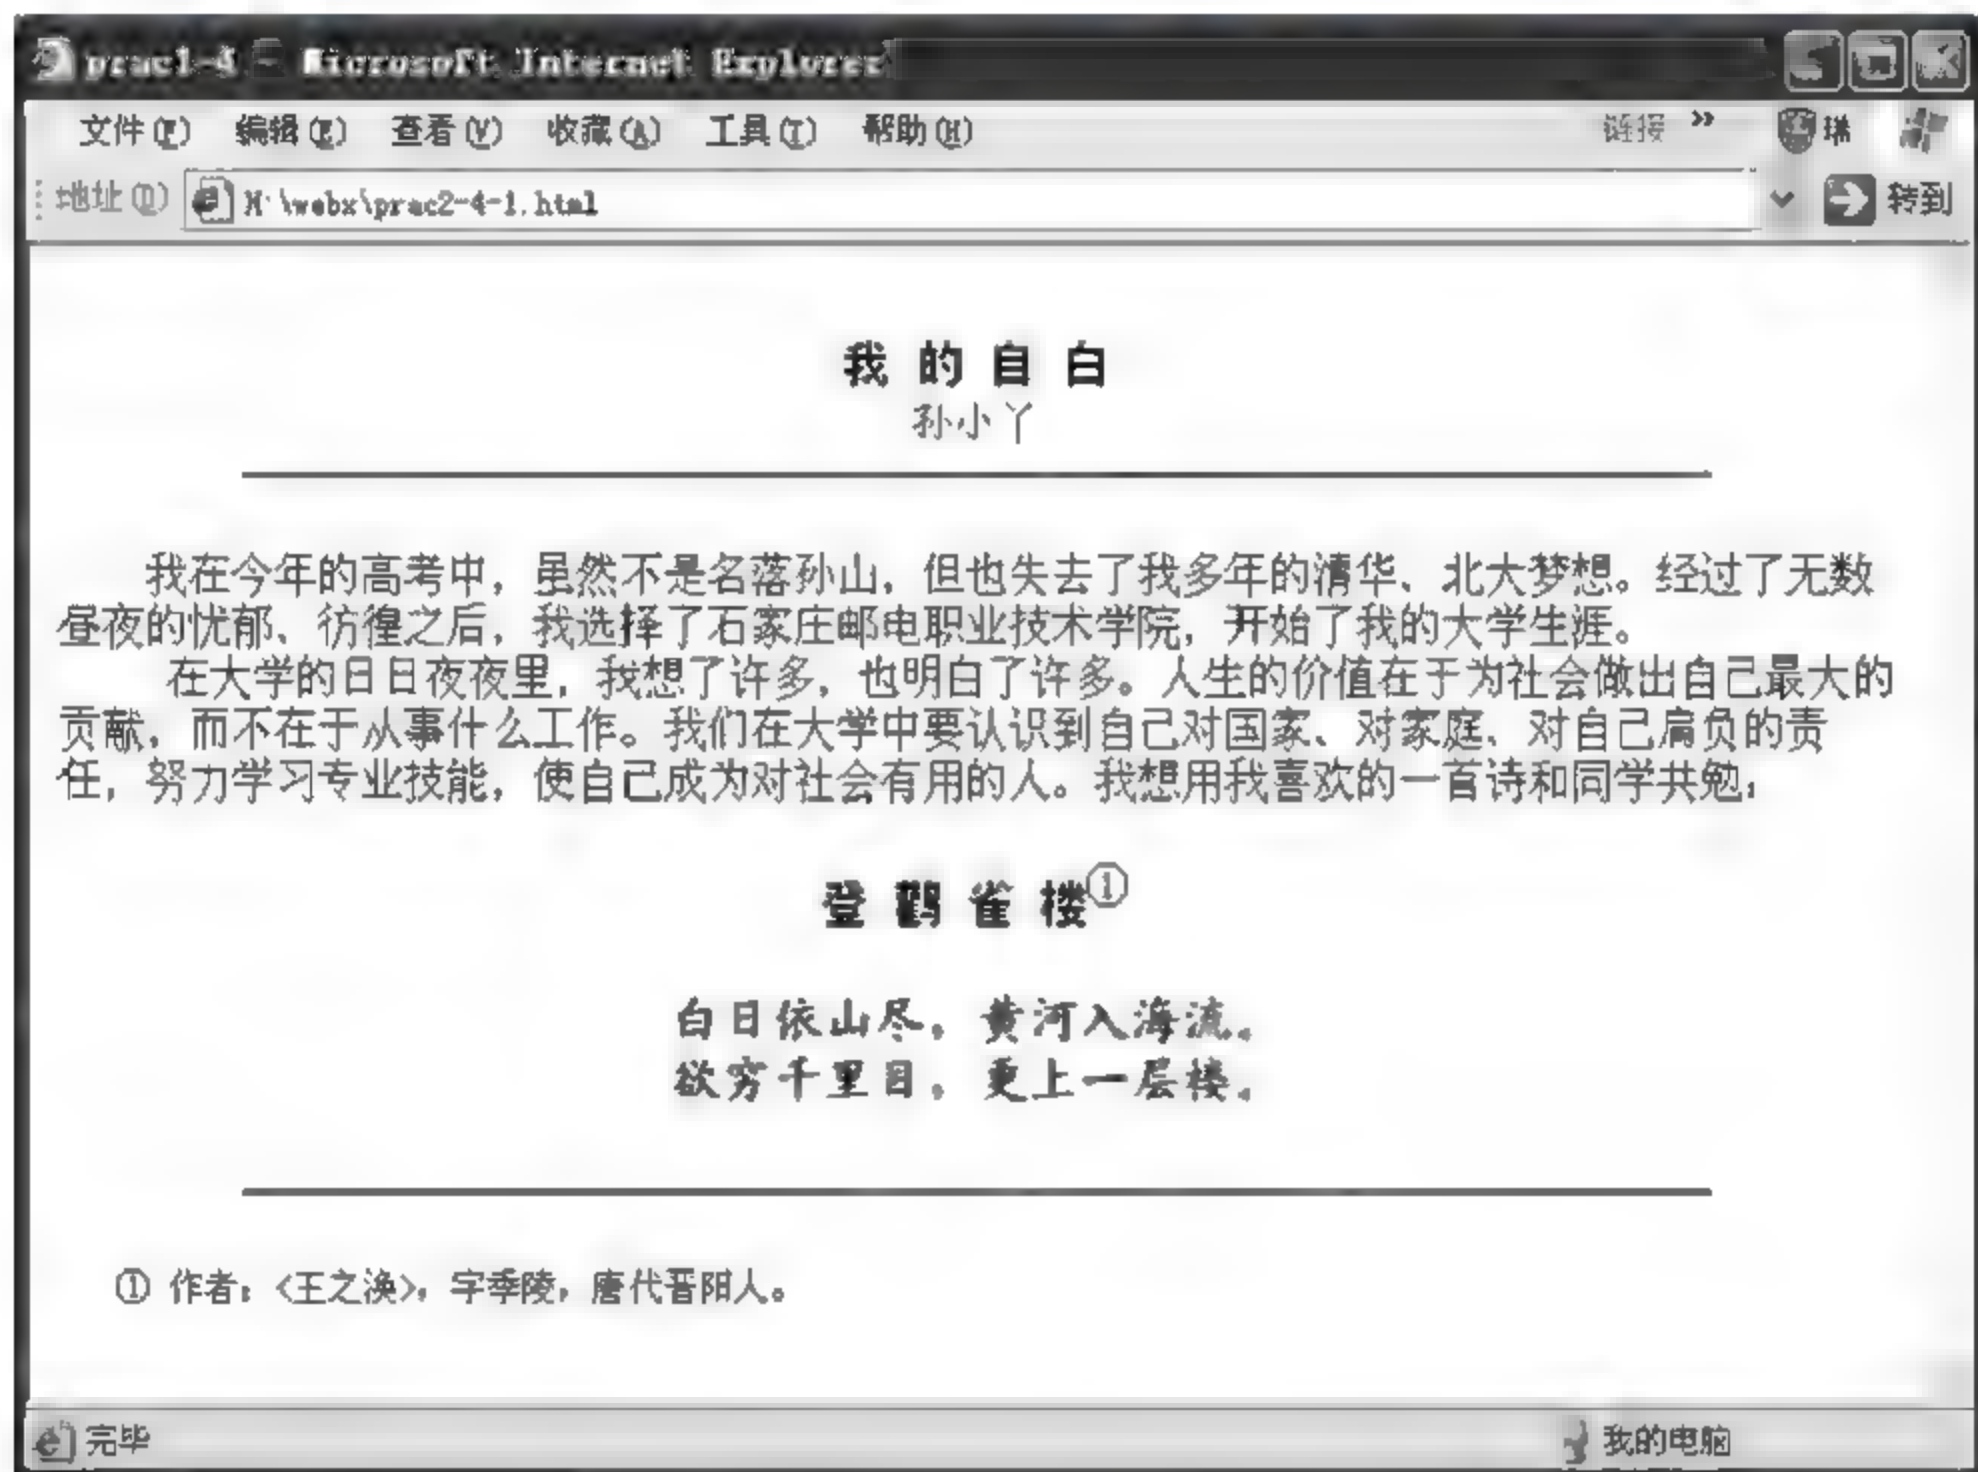 prac1-4 - Microsoft Internet Explorer
文件(F) 编辑(E) 查看(V) 收藏(A) 工具(T) 帮助(H) 链接 » 瑞
地址(D) M:\webx\prac2-4-1.html 转到
我 的 自 白
孙小丫
我在今年的高考中，虽然不是名落孙山，但也失去了我多年的清华、北大梦想。经过了无数
昼夜的忧郁、彷徨之后，我选择了石家庄邮电职业技术学院，开始了我的大学生涯。
在大学的日日夜夜里，我想了许多，也明白了许多。人生的价值在于为社会做出自己最大的
贡献，而不在于从事什么工作。我们在大学中要认识到自己对国家、对家庭、对自己肩负的责
任，努力学习专业技能，使自己成为对社会有用的人。我想用我喜欢的一首诗和同学共勉：
登 鹳 雀 楼①
白日依山尽，黄河入海流。
欲穷千里目，更上一层楼。
① 作者：<王之涣>，字季陵，唐代晋阳人。
完毕 我的电脑